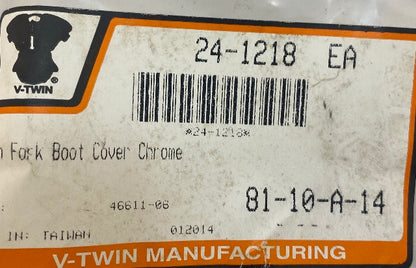 24-1218 EA
V-TWIN®
*24-1218*
Fork Boot Cover Chrome
46611-06 81-10-A-14
IN: TAIWAN 012014
V-TWIN MANUFACTURING